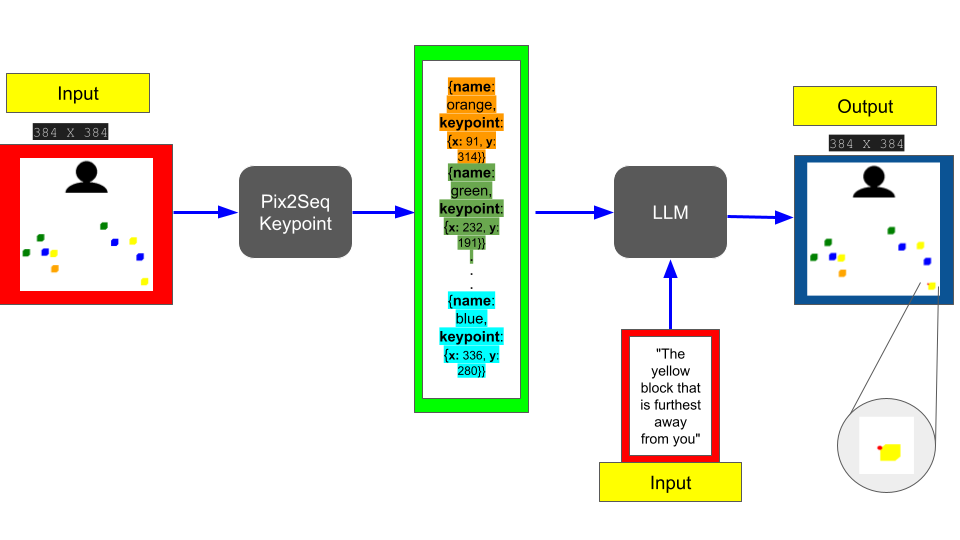 Input
384 X 384
Pix2Seq
Keypoint
{name:
orange,
keypoint:
{x: 91, y:
314}}
{name:
green,
keypoint:
{x: 232, y:
191}}
.
.
.
{name:
blue,
keypoint:
{x: 336, y:
280}}
LLM
"The
yellow
block that
is furthest
away
from you"
Input
Output
384 X 384